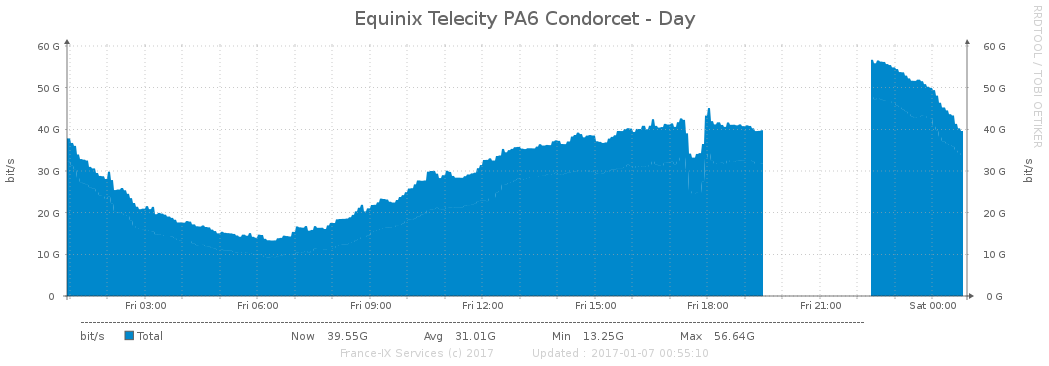 Equinix Telecity PA6 Condorcet - Day
RRDTOOL / TOBI OETIKER
60 G 60 G
50 G 50 G
40 G 40 G
30 G 30 G
20 G 20 G
10 G 10 G
0 0 G
bit/s bit/s
Fri 03:00 Fri 06:00 Fri 09:00 Fri 12:00 Fri 15:00 Fri 18:00 Fri 21:00 Sat 00:00
bit/s Total Now 39.55G Avg 31.01G Min 13.25G Max 56.64G
France-IX Services (c) 2017 Updated : 2017-01-07 00:55:10